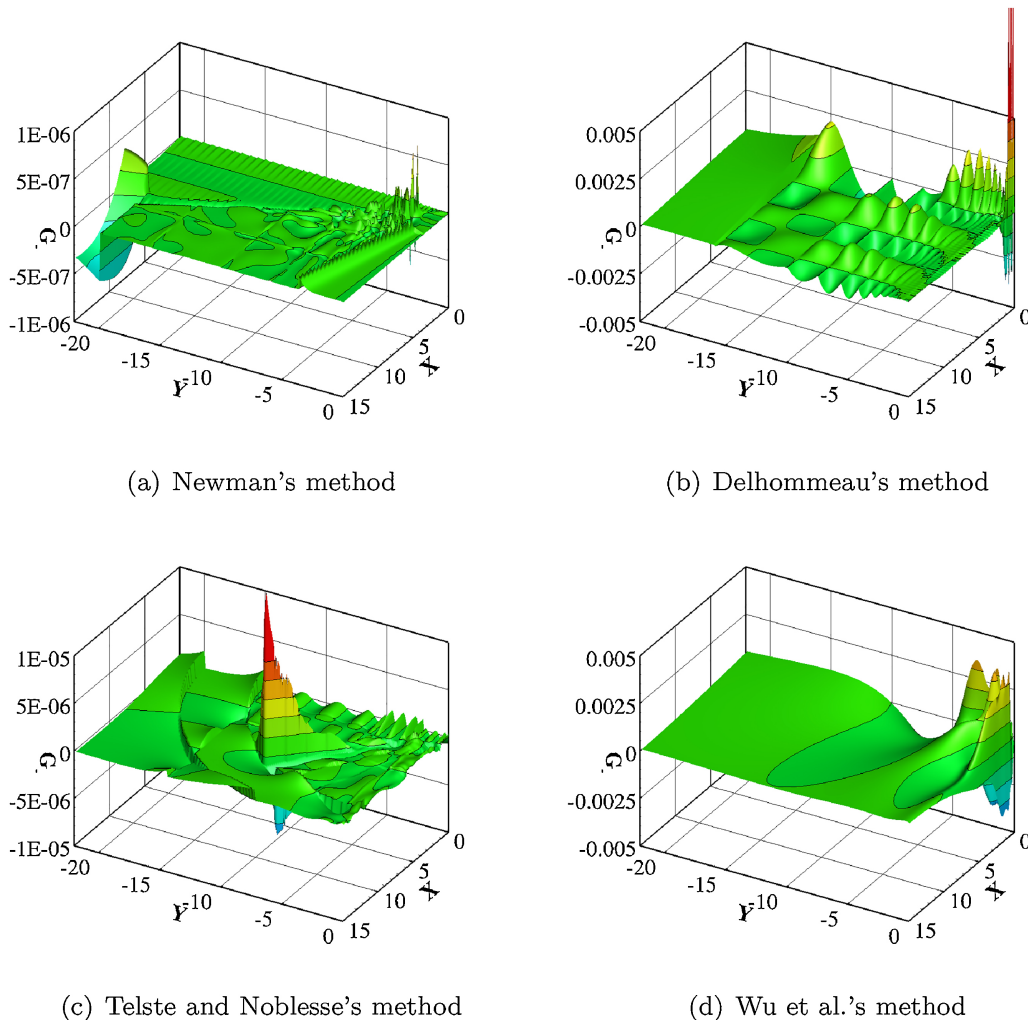 1E-06
5E-07
0
-5E-07
-1E-06
G
-20
-15
-10
-5
0
Y
15
10
5
0
X
(a) Newman's method
0.005
0.0025
0
-0.0025
-0.005
G
-20
-15
-10
-5
0
Y
15
10
5
0
X
(b) Delhommeau's method
1E-05
5E-06
0
-5E-06
-1E-05
G
-20
-15
-10
-5
0
Y
15
10
5
0
X
(c) Telste and Noblesse's method
0.005
0.0025
0
-0.0025
-0.005
G
-20
-15
-10
-5
0
Y
15
10
5
0
X
(d) Wu et al.'s method